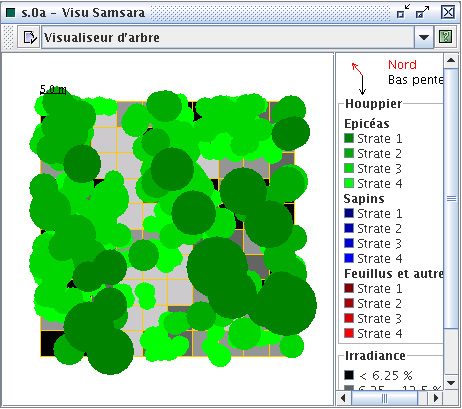 s.0a - Visu Samsara
Visualiseur d'arbre
5.0 m
Nord
Bas pente
Houppier
Epicéas
Strate 1
Strate 2
Strate 3
Strate 4
Sapins
Strate 1
Strate 2
Strate 3
Strate 4
Feuillus et autre
Strate 1
Strate 2
Strate 3
Strate 4
Irradiance
< 6.25 %